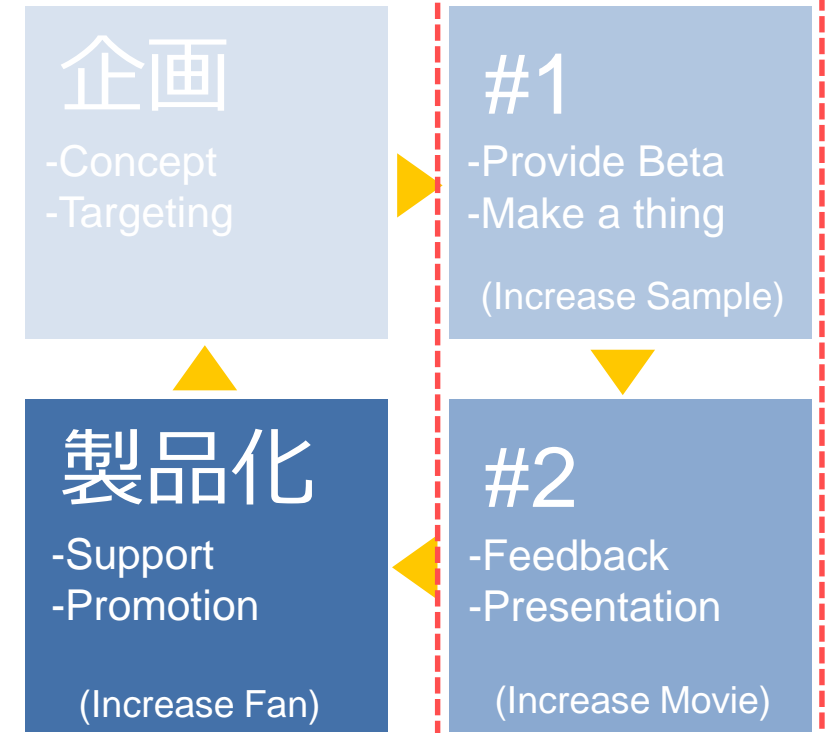 企画
-Concept
-Targeting
#1
-Provide Beta
-Make a thing
(Increase Sample)
製品化
-Support
-Promotion
(Increase Fan)
#2
-Feedback
-Presentation
(Increase Movie)